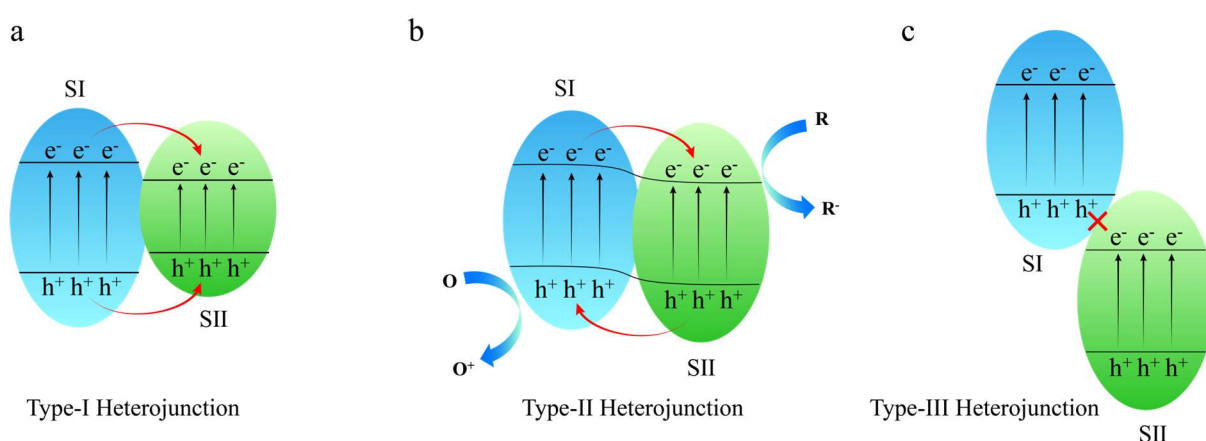 a
SI
e⁻ e⁻ e⁻
e⁻ e⁻ e⁻
h⁺ h⁺ h⁺
h⁺ h⁺ h⁺
SII
Type-I Heterojunction
b
SI
R
e⁻ e⁻ e⁻
e⁻ e⁻ e⁻
R⁻
O
h⁺ h⁺ h⁺
h⁺ h⁺ h⁺
O⁺
SII
Type-II Heterojunction
c
e⁻ e⁻ e⁻
h⁺ h⁺ h⁺
SI
e⁻ e⁻ e⁻
h⁺ h⁺ h⁺
Type-III Heterojunction
SII